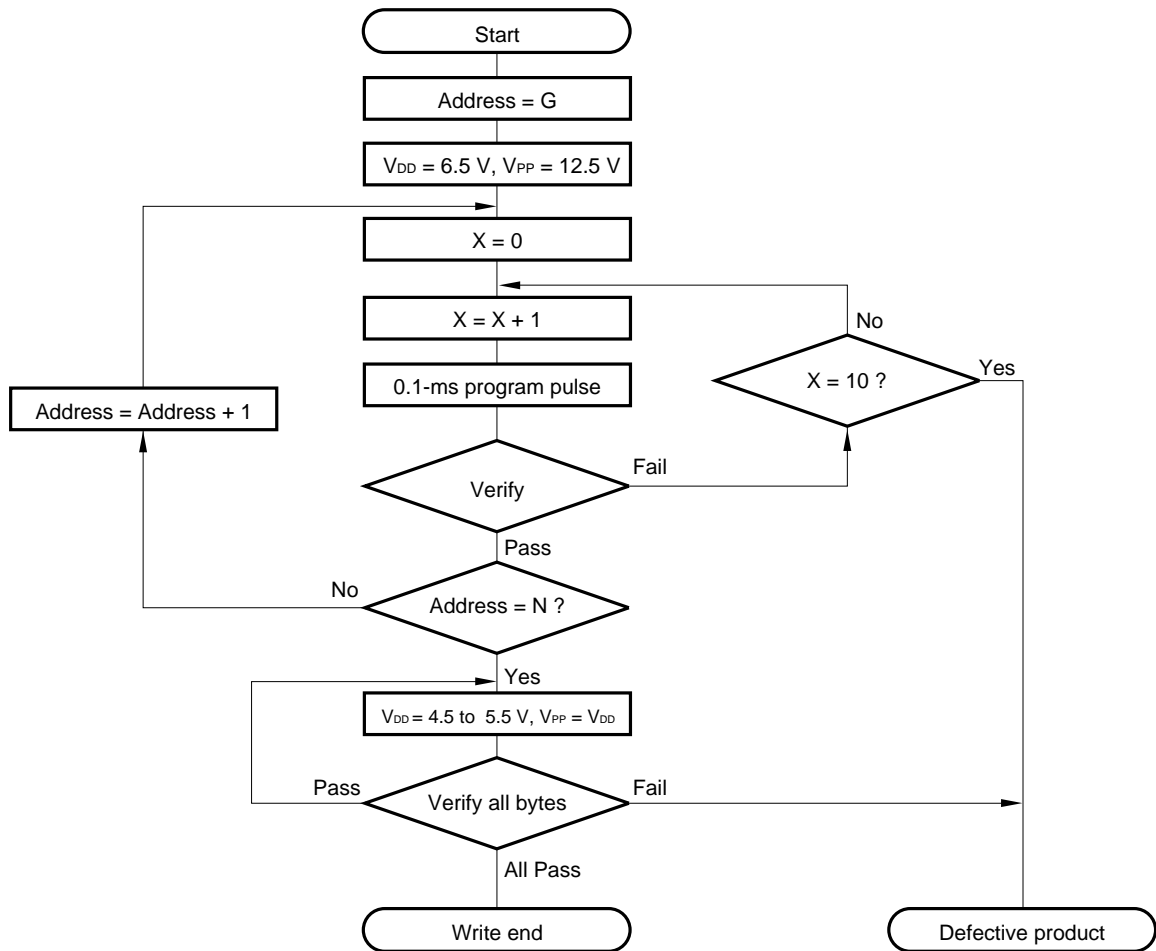 Start
Address = G
VDD = 6.5 V, VPP = 12.5 V
X = 0
X = X + 1
No
Yes
X = 10 ?
0.1-ms program pulse
Address = Address + 1
Fail
Verify
Pass
No
Address = N ?
Yes
VDD = 4.5 to 5.5 V, VPP = VDD
Pass
Fail
Verify all bytes
All Pass
Write end
Defective product